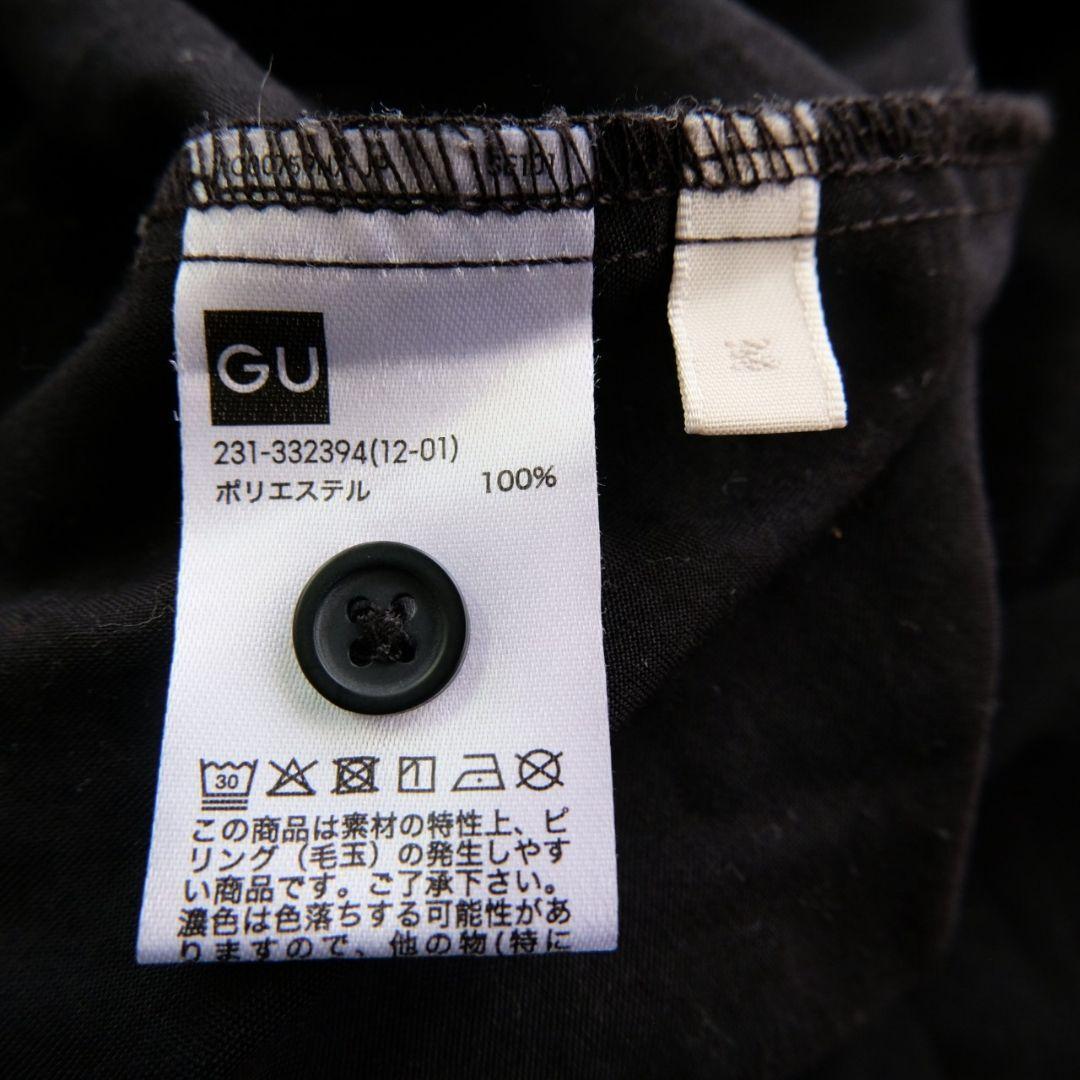 GU
231-332394(12-01)
ポリエステル 100%
30
この商品は素材の特性上、ピ
リング（毛玉）の発生しやす
い商品です。ご了承下さい。
濃色は色落ちする可能性があ
りますので、他の物(特に